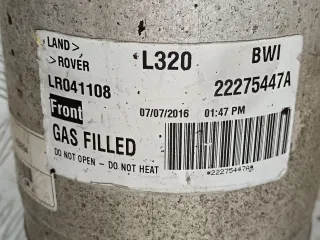 LAND>
>ROVER
L320
BWI
LR041108
22275447A
Front
07/07/2016 01:47 PM
GAS FILLED
DO NOT OPEN - DO NOT HEAT
*22275447A*